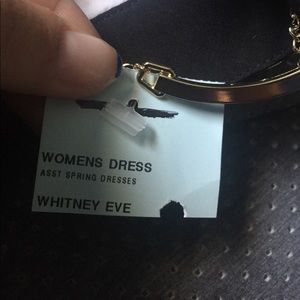 WOMENS DRESS
ASST SPRING DRESSES
WHITNEY EVE